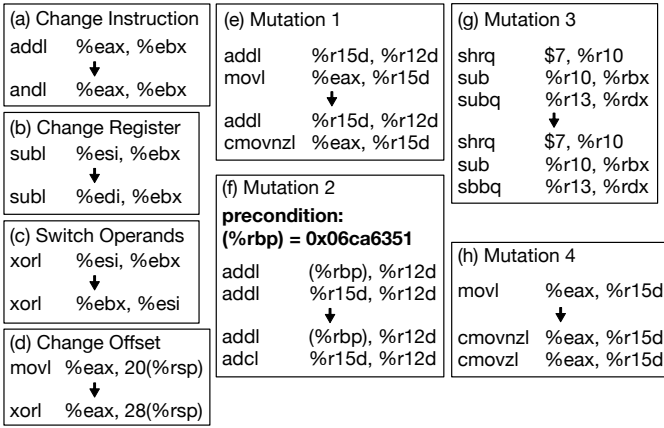 (a) Change Instruction
addl %eax, %ebx
andl %eax, %ebx
(b) Change Register
subl %esi, %ebx
subl %edi, %ebx
(c) Switch Operands
xorl %esi, %ebx
xorl %ebx, %esi
(d) Change Offset
movl %eax, 20(%rsp)
xorl %eax, 28(%rsp)
(e) Mutation 1
addl %r15d, %r12d
movl %eax, %r15d
addl %r15d, %r12d
cmovnzl %eax, %r15d
(f) Mutation 2
precondition:
(%rbp) = 0x06ca6351
addl (%rbp), %r12d
addl %r15d, %r12d
addl (%rbp), %r12d
adcl %r15d, %r12d
(g) Mutation 3
shrq $7, %r10
sub %r10, %rbx
subq %r13, %rdx
shrq $7, %r10
sub %r10, %rbx
sbbq %r13, %rdx
(h) Mutation 4
movl %eax, %r15d
cmovnzl %eax, %r15d
cmovzl %eax, %r15d